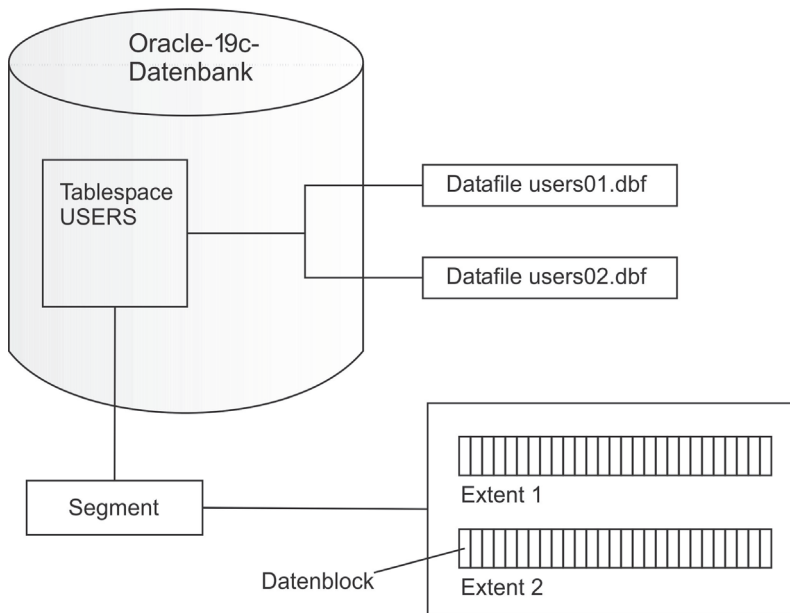 Oracle-19c-
Datenbank
Tablespace
USERS
Datafile users01.dbf
Datafile users02.dbf
Segment
Extent 1
Datenblock
Extent 2